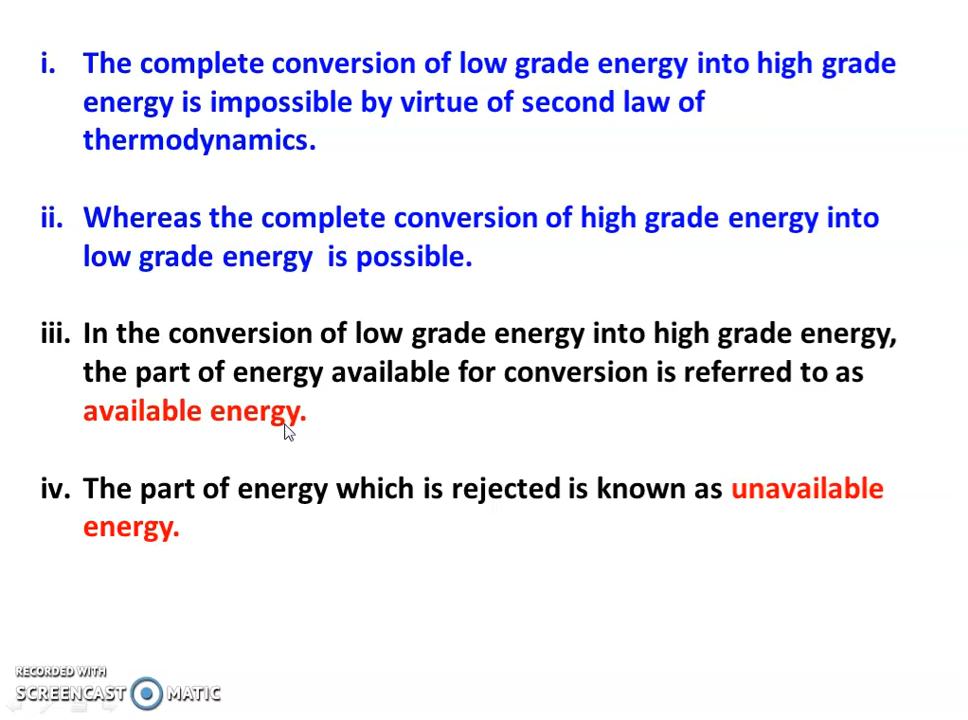 i. The complete conversion of low grade energy into high grade
energy is impossible by virtue of second law of
thermodynamics.
ii. Whereas the complete conversion of high grade energy into
low grade energy is possible.
iii. In the conversion of low grade energy into high grade energy,
the part of energy available for conversion is referred to as
available energy.
iv. The part of energy which is rejected is known as unavailable
energy.
RECORDED WITH
SCREENCAST MATIC